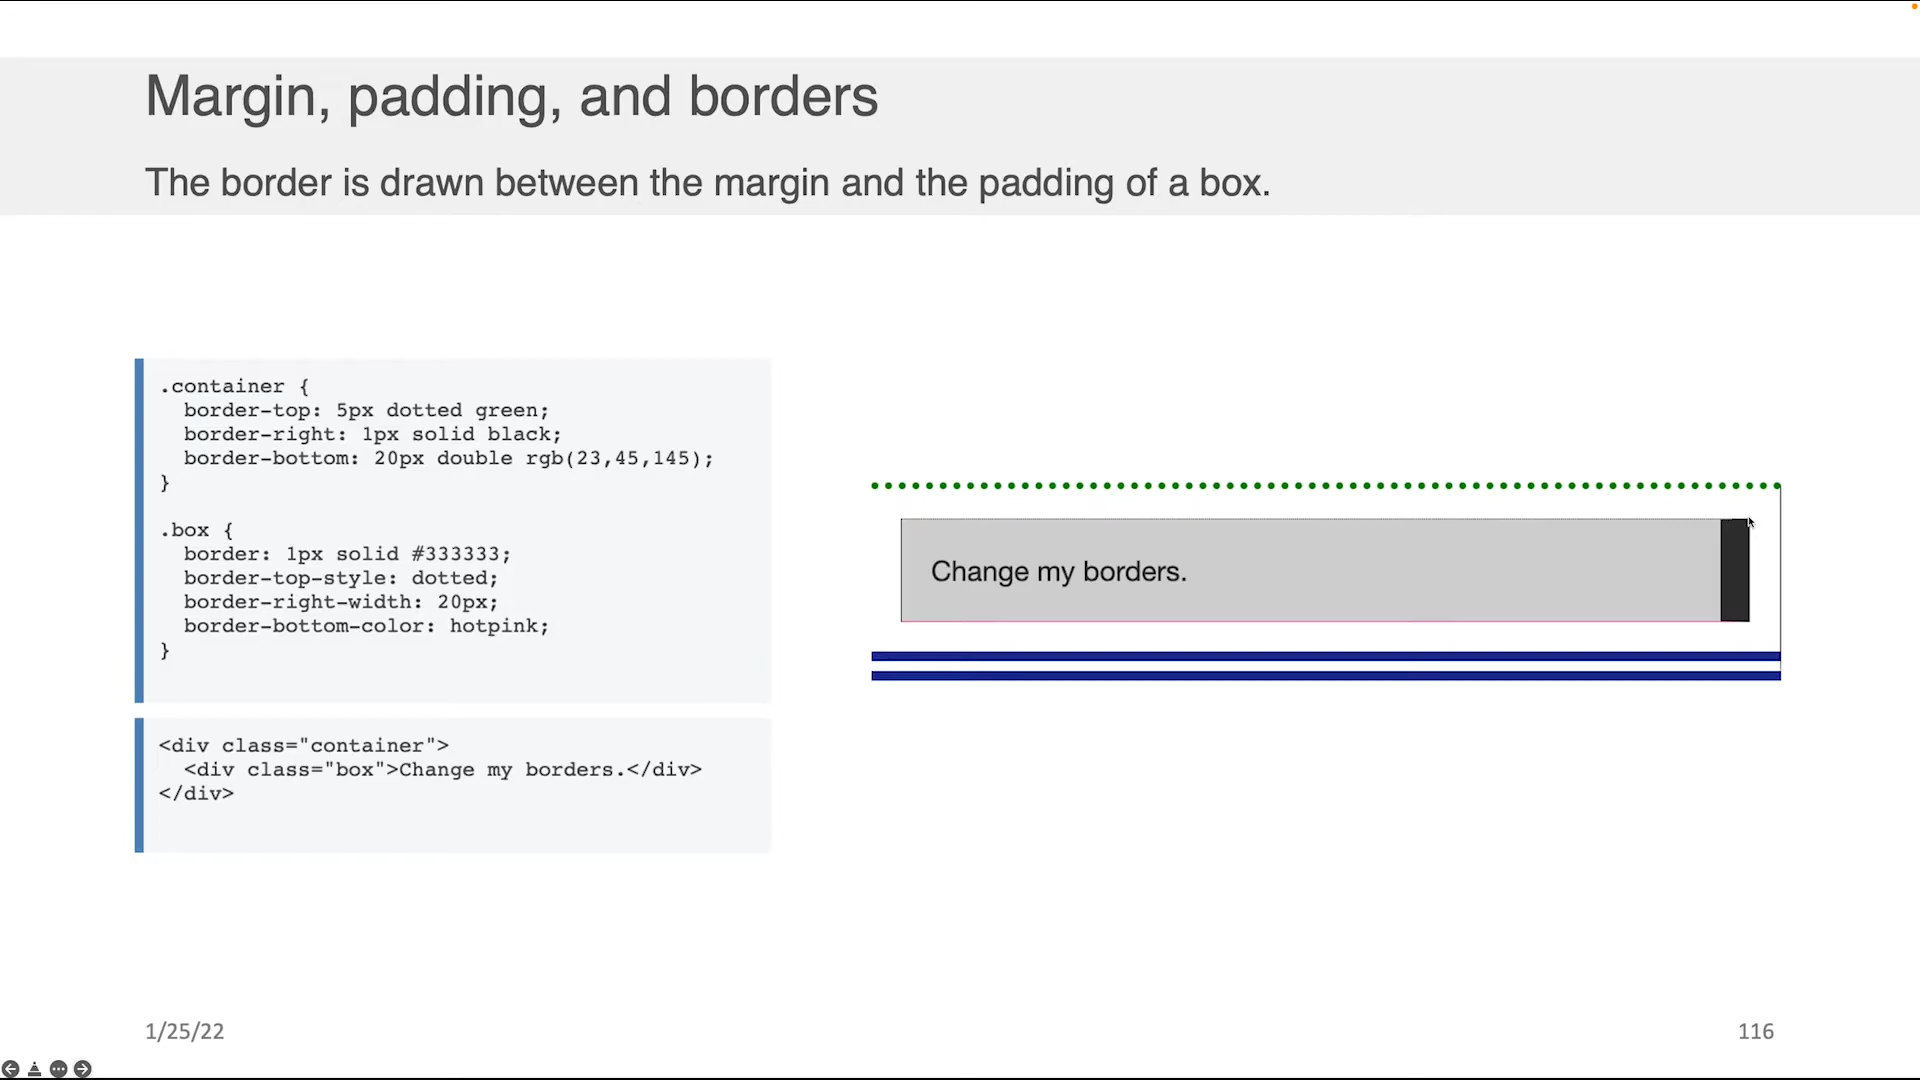 Margin, padding, and borders
The border is drawn between the margin and the padding of a box.
.container {
  border-top: 5px dotted green;
  border-right: 1px solid black;
  border-bottom: 20px double rgb(23,45,145);
}
.box {
  border: 1px solid #333333;
  border-top-style: dotted;
  border-right-width: 20px;
  border-bottom-color: hotpink;
}
<div class="container">
  <div class="box">Change my borders.</div>
</div>
Change my borders.
1/25/22
116